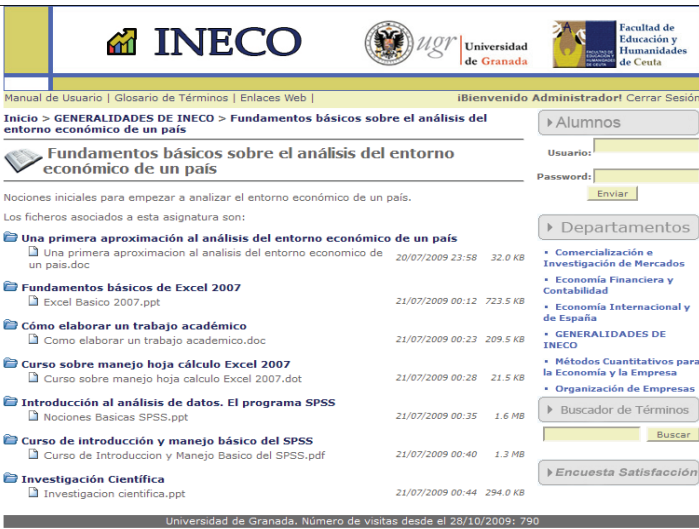 INECO
ugr
Universidad
de Granada
FACULTAD DE
EDUCACIÓN Y
HUMANIDADES
DE CEUTA
Facultad de
Educación y
Humanidades
de Ceuta
Manual de Usuario | Glosario de Términos | Enlaces Web |
¡Bienvenido Administrador! Cerrar Sesión
Inicio > GENERALIDADES DE INECO > Fundamentos básicos sobre el análisis del
entorno económico de un país
Fundamentos básicos sobre el análisis del entorno
económico de un país
Nociones iniciales para empezar a analizar el entorno económico de un país.
Los ficheros asociados a esta asignatura son:
Una primera aproximación al análisis del entorno económico de un país
Una primera aproximacion al analisis del entorno economico de
un pais.doc
20/07/2009 23:58 32.0 KB
Fundamentos básicos de Excel 2007
Excel Basico 2007.ppt 21/07/2009 00:12 723.5 KB
Cómo elaborar un trabajo académico
Como elaborar un trabajo academico.doc 21/07/2009 00:23 209.5 KB
Curso sobre manejo hoja cálculo Excel 2007
Curso sobre manejo hoja calculo Excel 2007.dot 21/07/2009 00:28 21.5 KB
Introducción al análisis de datos. El programa SPSS
Nociones Basicas SPSS.ppt 21/07/2009 00:35 1.6 MB
Curso de introducción y manejo básico del SPSS
Curso de Introduccion y Manejo Basico del SPSS.pdf 21/07/2009 00:40 1.3 MB
Investigación Científica
Investigacion cientifica.ppt 21/07/2009 00:44 294.0 KB
Alumnos
Usuario:
Password:
Enviar
Departamentos
Comercialización e
Investigación de Mercados
Economía Financiera y
Contabilidad
Economía Internacional y
de España
GENERALIDADES DE
INECO
Métodos Cuantitativos para
la Economía y la Empresa
Organización de Empresas
Buscador de Términos
Buscar
Encuesta Satisfacción
Universidad de Granada. Número de visitas desde el 28/10/2009: 790